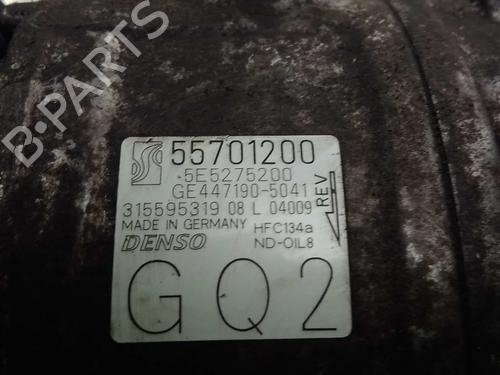 55701200
5E5275200
GE447190-5041
315595319 08 L 04009
MADE IN GERMANY
HFC134a
DENSO
ND-OIL8
REV
GQ2
B-PARTS